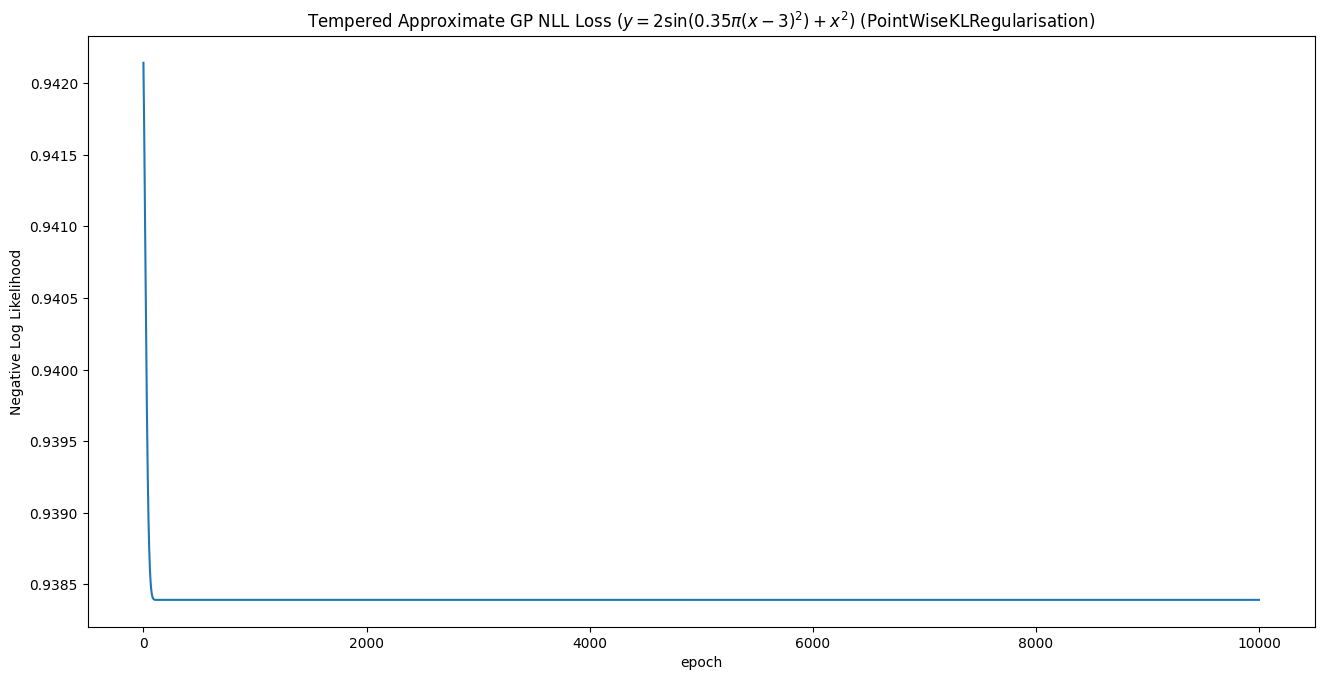 Tempered Approximate GP NLL Loss (y = 2sin(0.35π(x − 3)²) + x²) (PointWiseKLRegularisation)
Negative Log Likelihood
0.9420
0.9415
0.9410
0.9405
0.9400
0.9395
0.9390
0.9385
0 2000 4000 6000 8000 10000
epoch